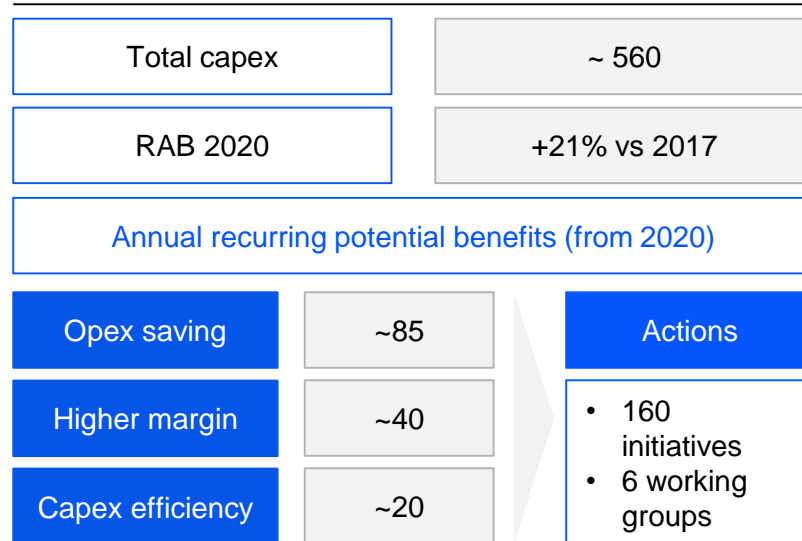 Total capex
~ 560
RAB 2020
+21% vs 2017
Annual recurring potential benefits (from 2020)
Opex saving
~85
Actions
Higher margin
~40
• 160
initiatives
• 6 working
groups
Capex efficiency
~20